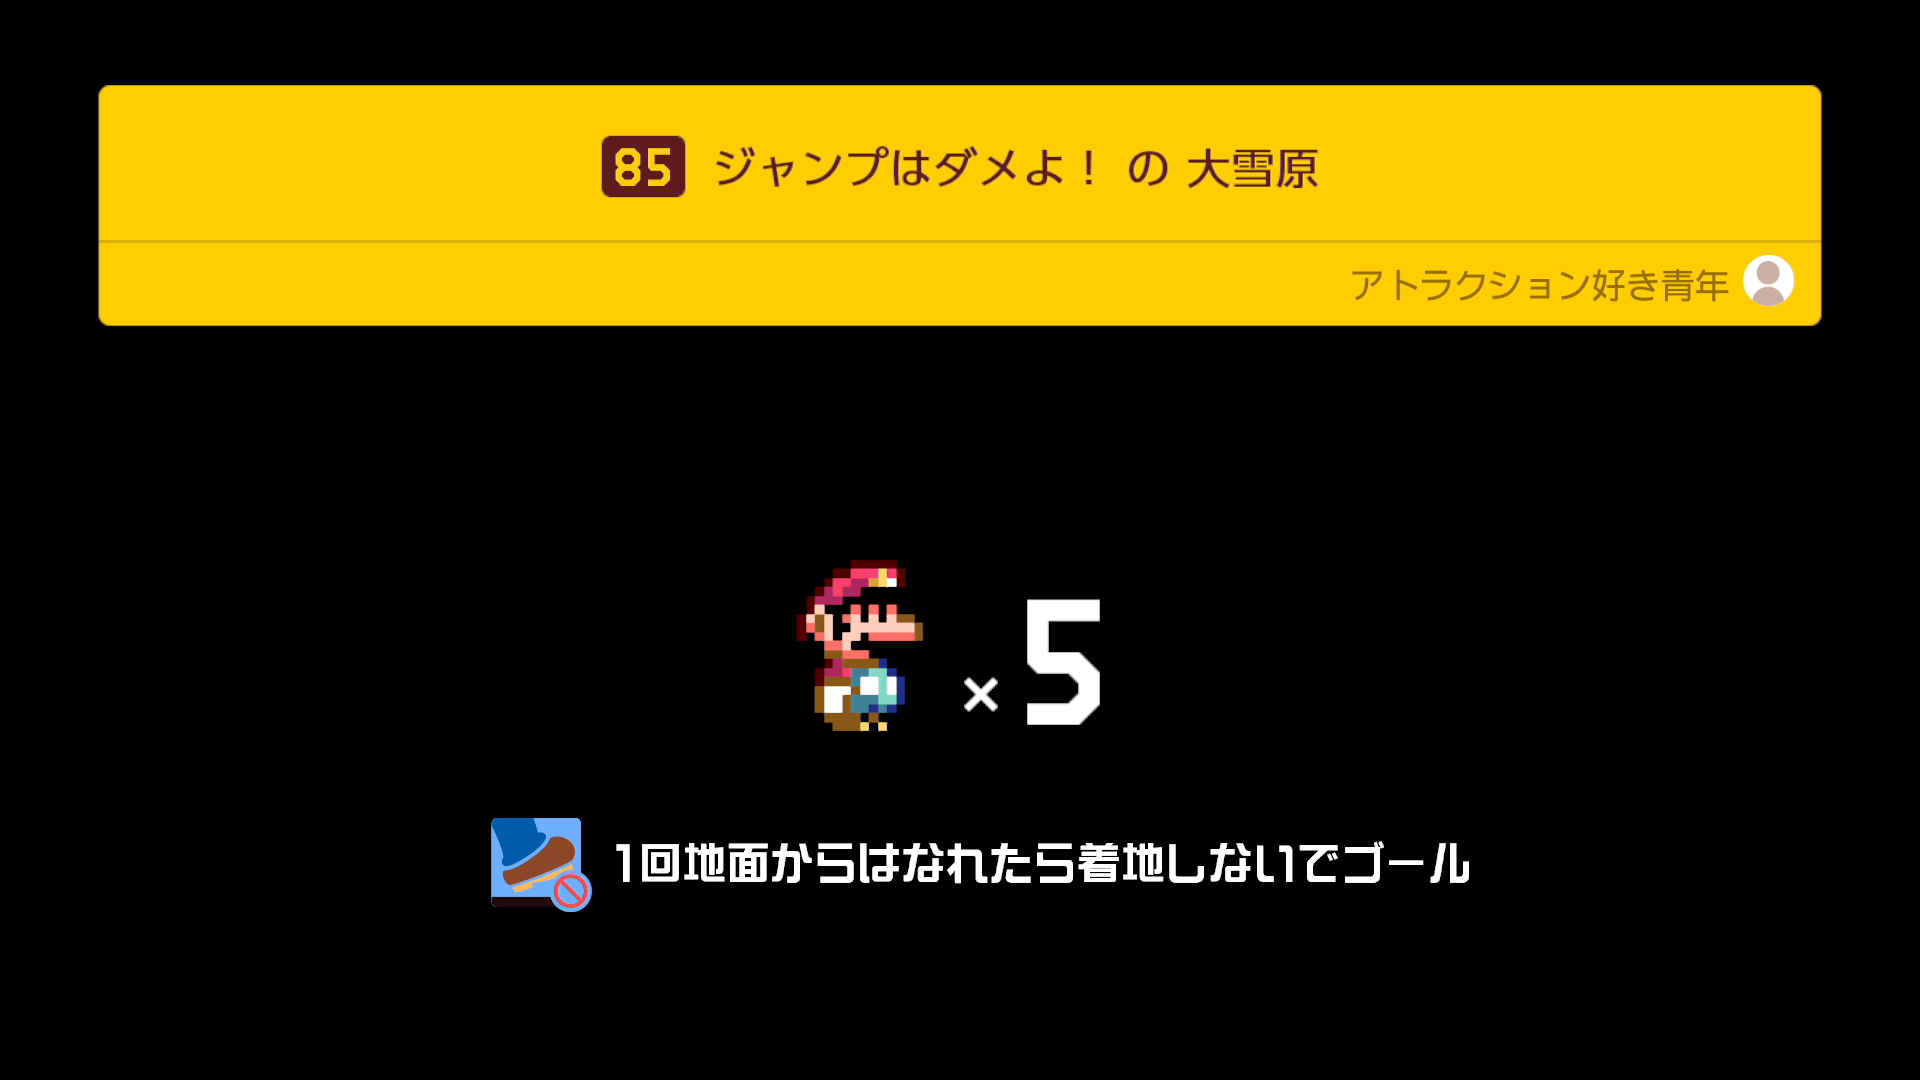 85 ジャンプはダメよ！ の 大雪原
アトラクション好き青年
×5
1回地面からはなれたら着地しないでゴール